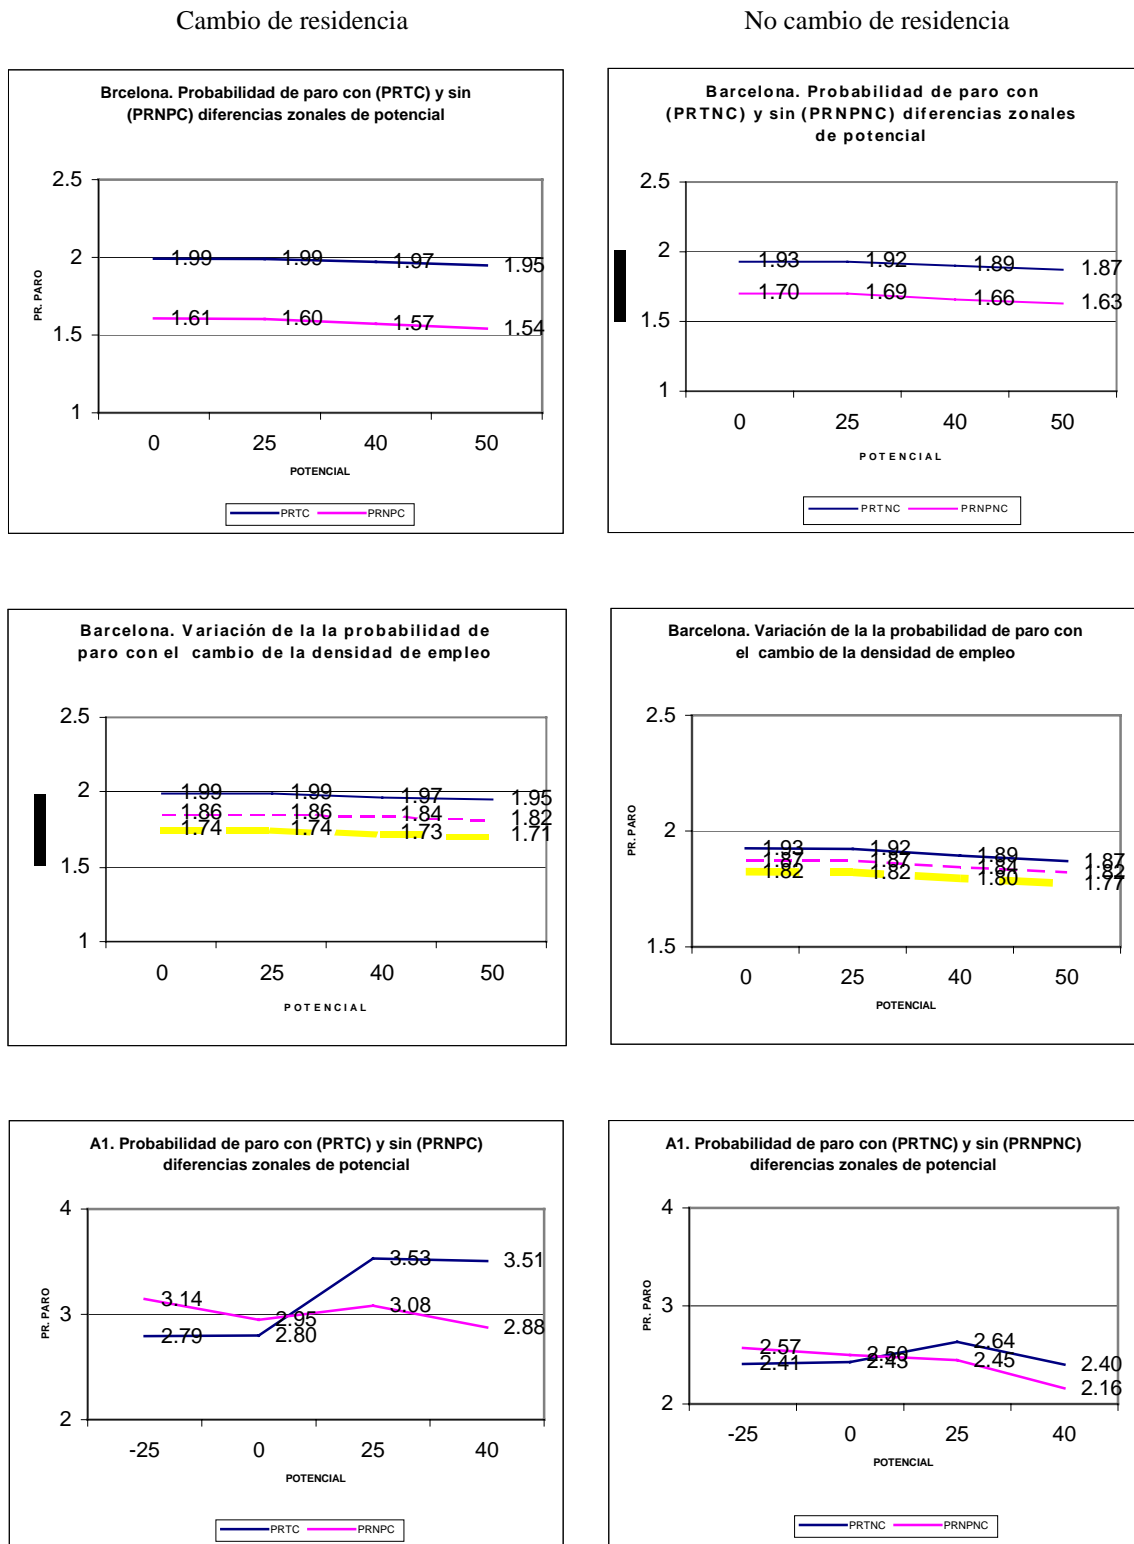 Cambio de residencia
No cambio de residencia
Brcelona. Probabilidad de paro con (PRTC) y sin
(PRNPC) diferencias zonales de potencial
2.5
2
1.5
1
PR. PARO
1.99 1.99 1.97 1.95
1.61 1.60 1.57 1.54
0 25 40 50
POTENCIAL
PRTC PRNPC
Barcelona. Probabilidad de paro con
(PRTNC) y sin (PRNPNC) diferencias zonales
de potencial
2.5
2
1.5
1
1.93 1.92 1.89 1.87
1.70 1.69 1.66 1.63
0 25 40 50
POTENCIAL
PRTNC PRNPNC
Barcelona. Variación de la la probabilidad de
paro con el cambio de la densidad de empleo
2.5
2
1.5
1
1.99 1.99 1.97 1.95
1.86 1.86 1.84 1.82
1.74 1.74 1.73 1.71
0 25 40 50
POTENCIAL
Barcelona. Variación de la la probabilidad de paro con
el cambio de la densidad de empleo
2.5
2
1.5
PR. PARO
1.93 1.92 1.89 1.87
1.87 1.87 1.84 1.82
1.82 1.82 1.80 1.77
0 25 40 50
POTENCIAL
A1. Probabilidad de paro con (PRTC) y sin (PRNPC)
diferencias zonales de potencial
4
3
2
PR. PARO
3.53 3.51
3.14 2.95 3.08 2.88
2.79 2.80
-25 0 25 40
POTENCIAL
PRTC PRNPC
A1. Probabilidad de paro con (PRTNC) y sin (PRNPNC)
diferencias zonales de potencial
4
3
2
PR. PARO
2.57 2.50 2.64 2.40
2.41 2.43 2.45 2.16
-25 0 25 40
POTENCIAL
PRTNC PRNPNC